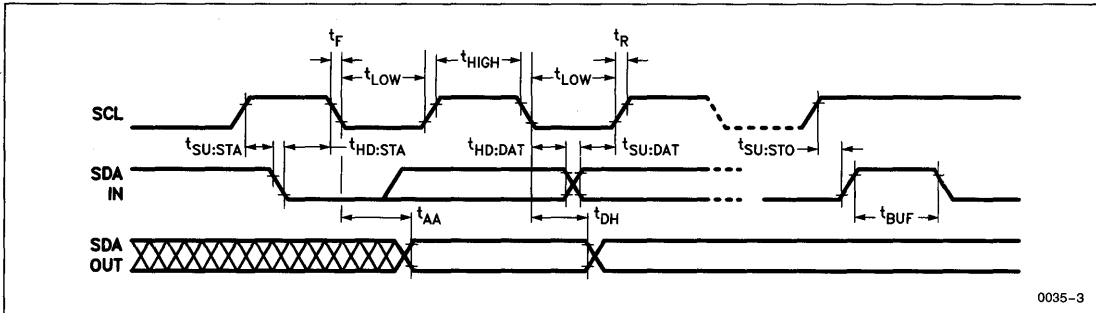 tF
tLOW
tHIGH
tLOW
tR
SCL
tSU:STA
tHD:STA
tHD:DAT
tSU:DAT
tSU:STO
SDA
IN
tAA
tDH
tBUF
SDA
OUT
0035-3